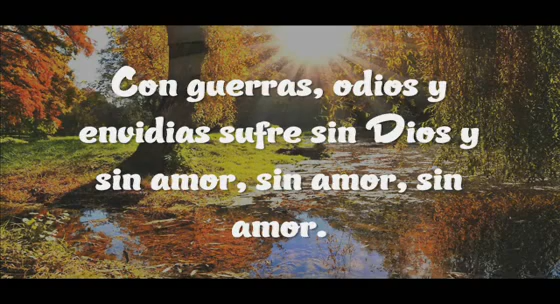 Con guerras, odios y
envidias sufre sin Dios y
sin amor, sin amor, sin
amor.